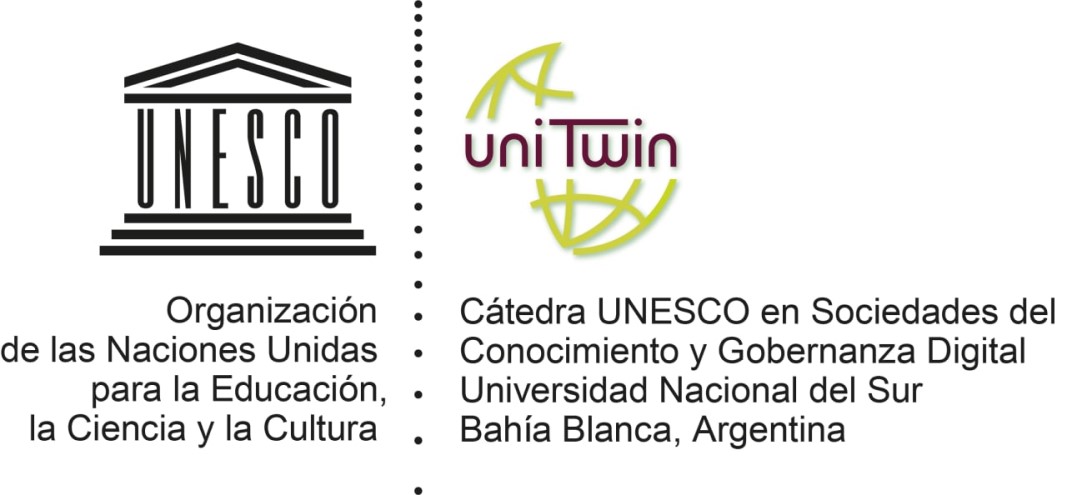 UNESCO
Organización
de las Naciones Unidas
para la Educación,
la Ciencia y la Cultura
uniTwin
Cátedra UNESCO en Sociedades del
Conocimiento y Gobernanza Digital
Universidad Nacional del Sur
Bahía Blanca, Argentina